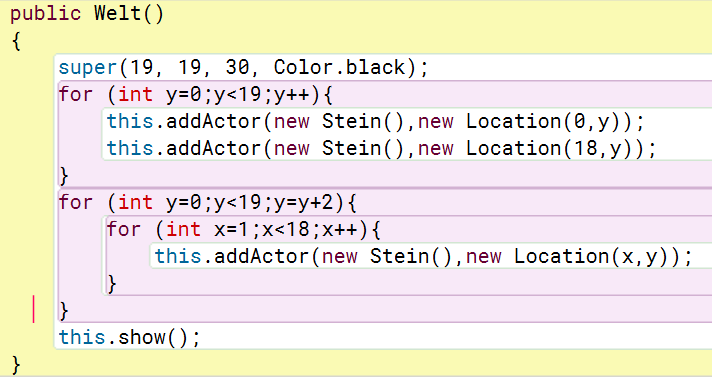 public Welt()
{
super(19, 19, 30, Color.black);
for (int y=0;y<19;y++){
this.addActor(new Stein(),new Location(0,y));
this.addActor(new Stein(),new Location(18,y));
}
for (int y=0;y<19;y=y+2){
for (int x=1;x<18;x++){
this.addActor(new Stein(),new Location(x,y));
}
}
this.show();
}